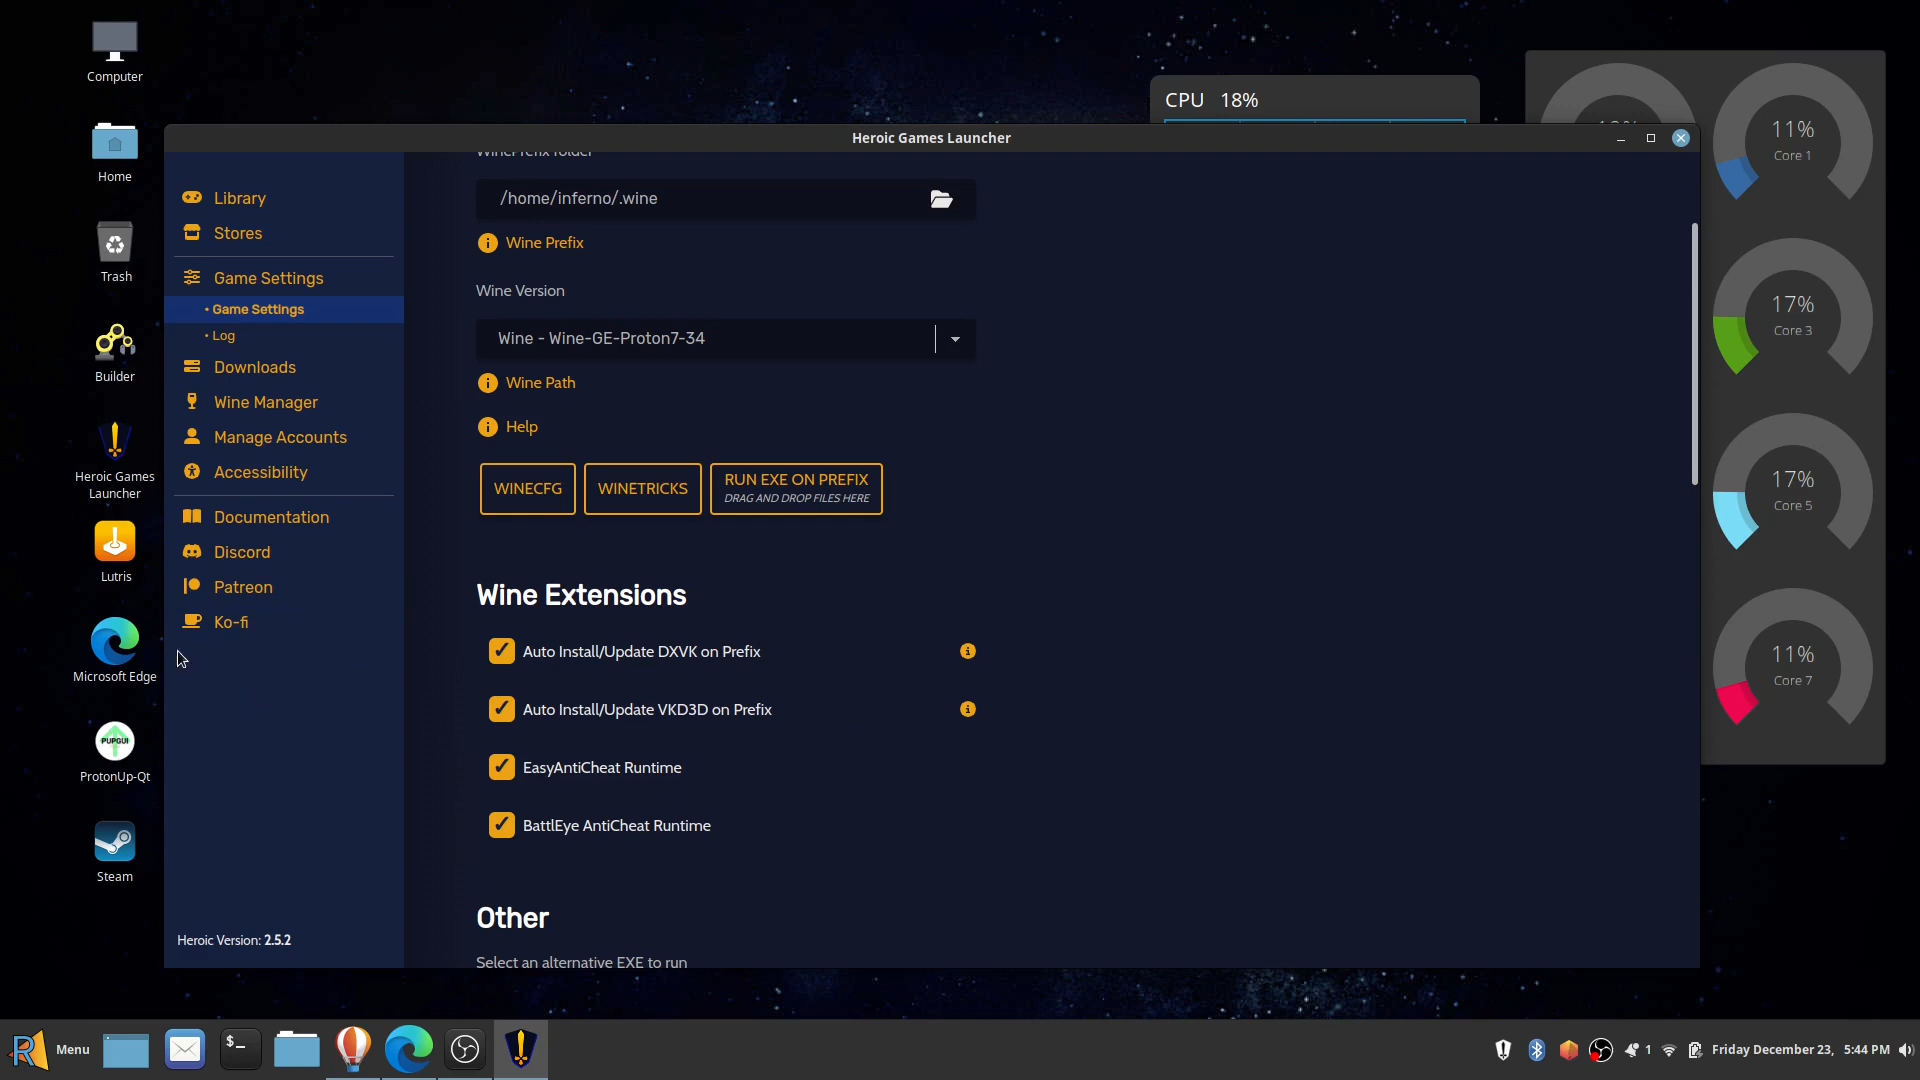 Computer
Home
Trash
Builder
Heroic Games
Launcher
Lutris
Microsoft Edge
PUPGUI
ProtonUp-Qt
Steam
CPU 18%
11%
Core 1
17%
Core 3
17%
Core 5
11%
Core 7
Heroic Games Launcher
Library
Stores
Game Settings
• Game Settings
• Log
Downloads
Wine Manager
Manage Accounts
Accessibility
Documentation
Discord
Patreon
Ko-fi
Heroic Version: 2.5.2
WinePrefix folder
/home/inferno/.wine
Wine Prefix
Wine Version
Wine - Wine-GE-Proton7-34
Wine Path
Help
WINECFG
WINETRICKS
RUN EXE ON PREFIX
DRAG AND DROP FILES HERE
Wine Extensions
Auto Install/Update DXVK on Prefix
Auto Install/Update VKD3D on Prefix
EasyAntiCheat Runtime
BattlEye AntiCheat Runtime
Other
Select an alternative EXE to run
Menu
$_
1
Friday December 23, 5:44 PM